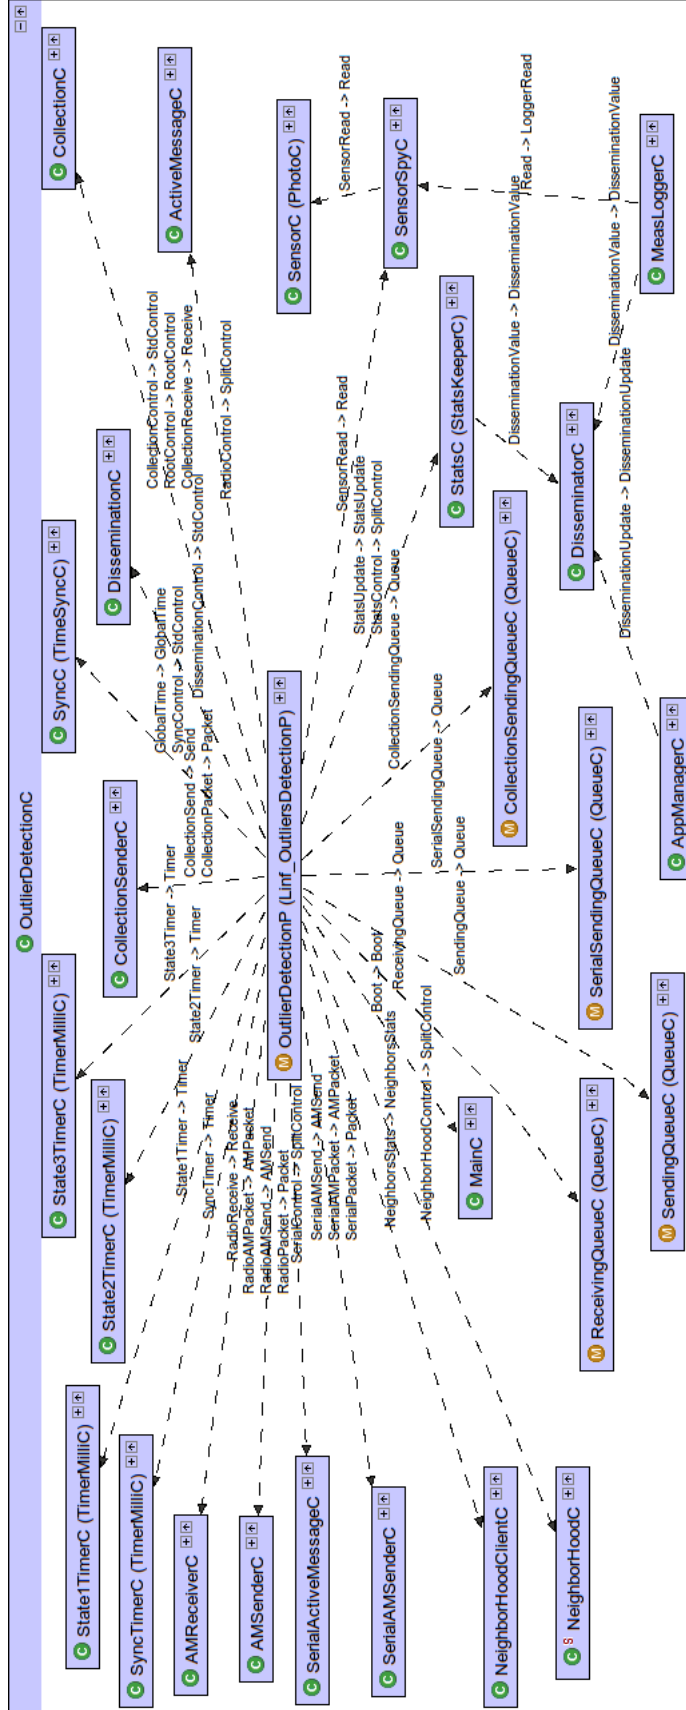 OutlierDetectionC
State1TimerC (TimerMilliC)
State3TimerC (TimerMilliC)
SyncC (TimeSyncC)
CollectionC
State2TimerC (TimerMilliC)
CollectionSenderC
DisseminationC
SyncTimerC (TimerMilliC)
ActiveMessageC
AMReceiverC
AMSenderC
OutlierDetectionP (Linf_OutliersDetectionP)
SensorC (PhotoC)
SerialActiveMessageC
SerialAMSenderC
SensorSpyC
StatsC (StatsKeeperC)
MainC
CollectionSendingQueueC (QueueC)
NeighborHoodClientC
DisseminatorC
S NeighborHoodC
ReceivingQueueC (QueueC)
SerialSendingQueueC (QueueC)
MeasLoggerC
SendingQueueC (QueueC)
AppManagerC
CollectionControl -> StdControl
RootControl -> RootControl
CollectionReceive -> Receive
RadioControl -> SplitControl
GlobalTime -> GlobalTime
SyncControl -> StdControl
DisseminationControl -> StdControl
CollectionSend -> Send
CollectionPacket -> Packet
State3Timer -> Timer
State2Timer -> Timer
State1Timer -> Timer
SyncTimer -> Timer
RadioReceive -> Receive
RadioAMPacket -> AMPacket
RadioAMSend -> AMSend
RadioPacket -> Packet
SerialControl -> SplitControl
SerialAMSend -> AMSend
SerialAMPacket -> AMPacket
SerialPacket -> Packet
SensorRead -> Read
SensorRead -> Read
StatsUpdate -> StatsUpdate
StatsControl -> SplitControl
CollectionSendingQueue -> Queue
SerialSendingQueue -> Queue
SendingQueue -> Queue
ReceivingQueue -> Queue
Boot -> Boot
NeighborsStats -> NeighborsStats
NeighborHoodControl -> SplitControl
DisseminationValue -> DisseminationValue
Read -> LoggerRead
DisseminationValue -> DisseminationValue
DisseminationUpdate -> DisseminationUpdate